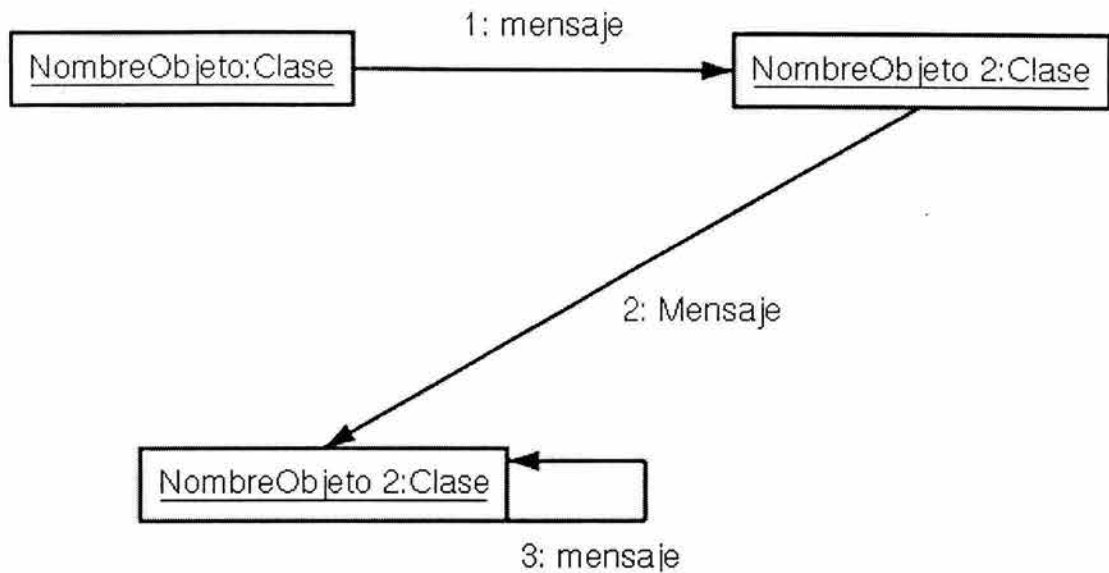 1: mensaje
NombreObjeto:Clase
NombreObjeto 2:Clase
2: Mensaje
NombreObjeto 2:Clase
3: mensaje